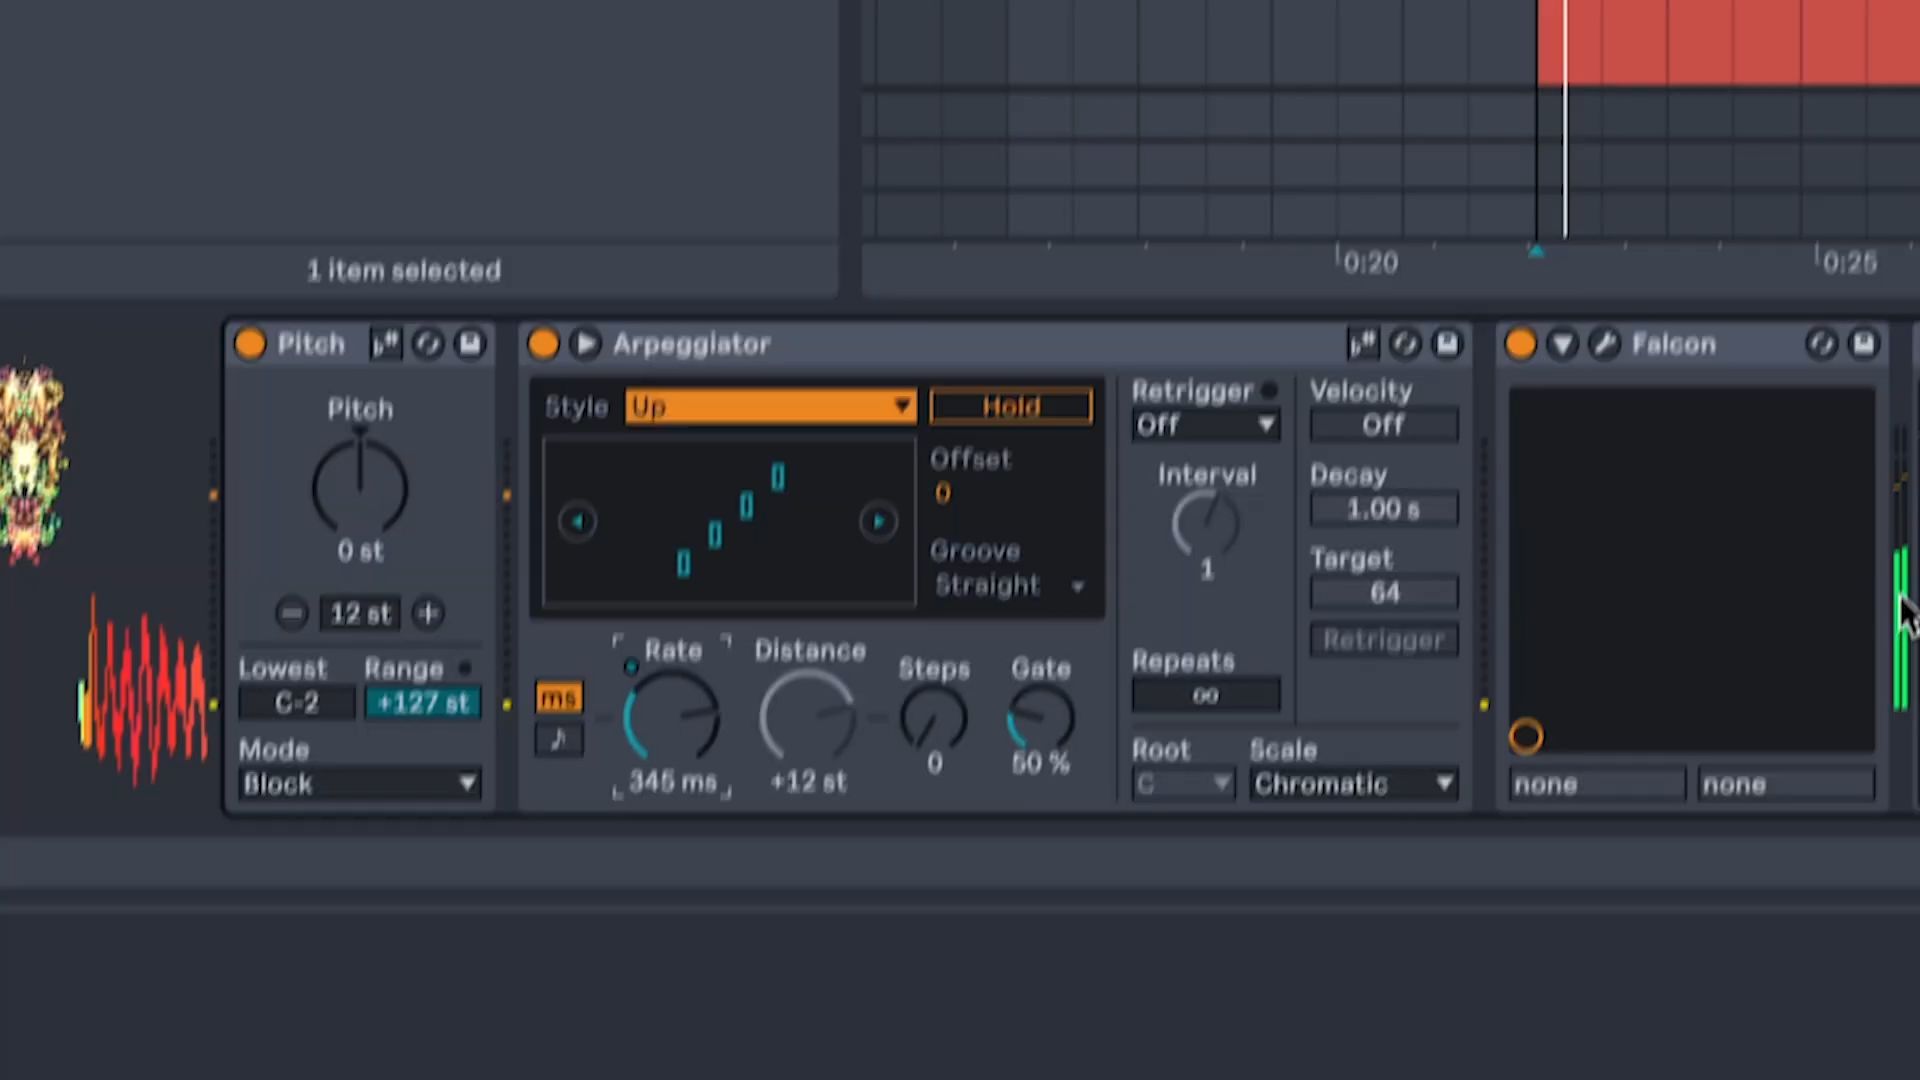 0:20
0:25
1 item selected
Pitch
Arpeggiator
Falcon
Pitch
0 st
12 st
Lowest
Range
C-2
+127 st
Mode
Block
Style
Up
Hold
Offset
0
Groove
Straight
ms
Rate
345 ms
Distance
+12 st
Steps
0
Gate
50 %
Retrigger
Off
Interval
1
Repeats
∞
Velocity
Off
Decay
1.00 s
Target
64
Retrigger
Root
C
Scale
Chromatic
none
none